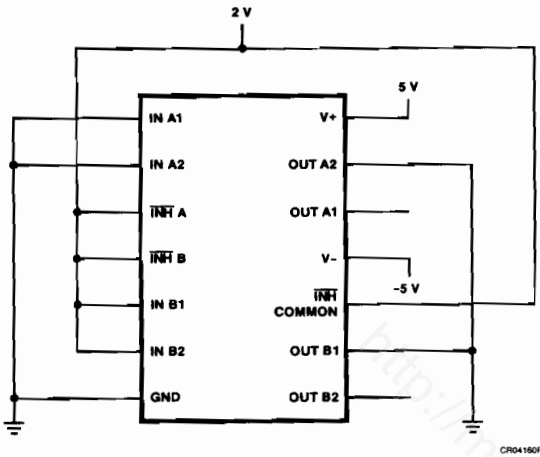 2 V
5 V
IN A1
V+
IN A2
OUT A2
INH A
OUT A1
INH B
V–
–5 V
IN B1
INH
COMMON
IN B2
OUT B1
GND
OUT B2
http://m